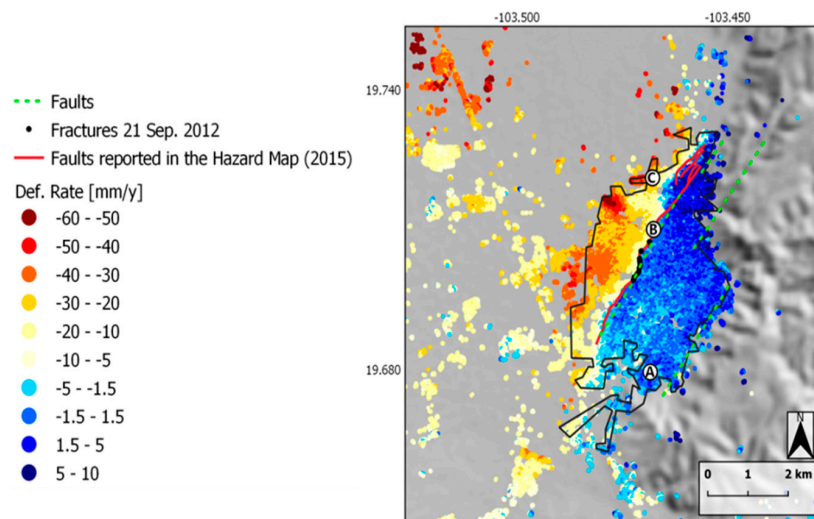 -103.500 -103.450
19.740
19.680
Faults
Fractures 21 Sep. 2012
Faults reported in the Hazard Map (2015)
Def. Rate [mm/y]
-60 - -50
-50 - -40
-40 - -30
-30 - -20
-20 - -10
-10 - -5
-5 - -1.5
-1.5 - 1.5
1.5 - 5
5 - 10
C
B
A
N
0 1 2 km